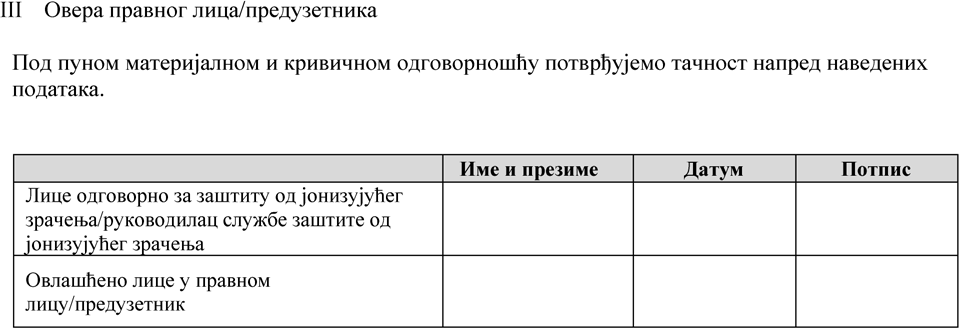 III Овера правног лица/предузетника
Под пуном материјалном и кривичном одговорношћу потврђујемо тачност напред наведених
података.
Име и презиме Датум Потпис
Лице одговорно за заштиту од јонизујућег
зрачења/руководилац службе заштите од
јонизујућег зрачења
Овлашћено лице у правном
лицу/предузетник